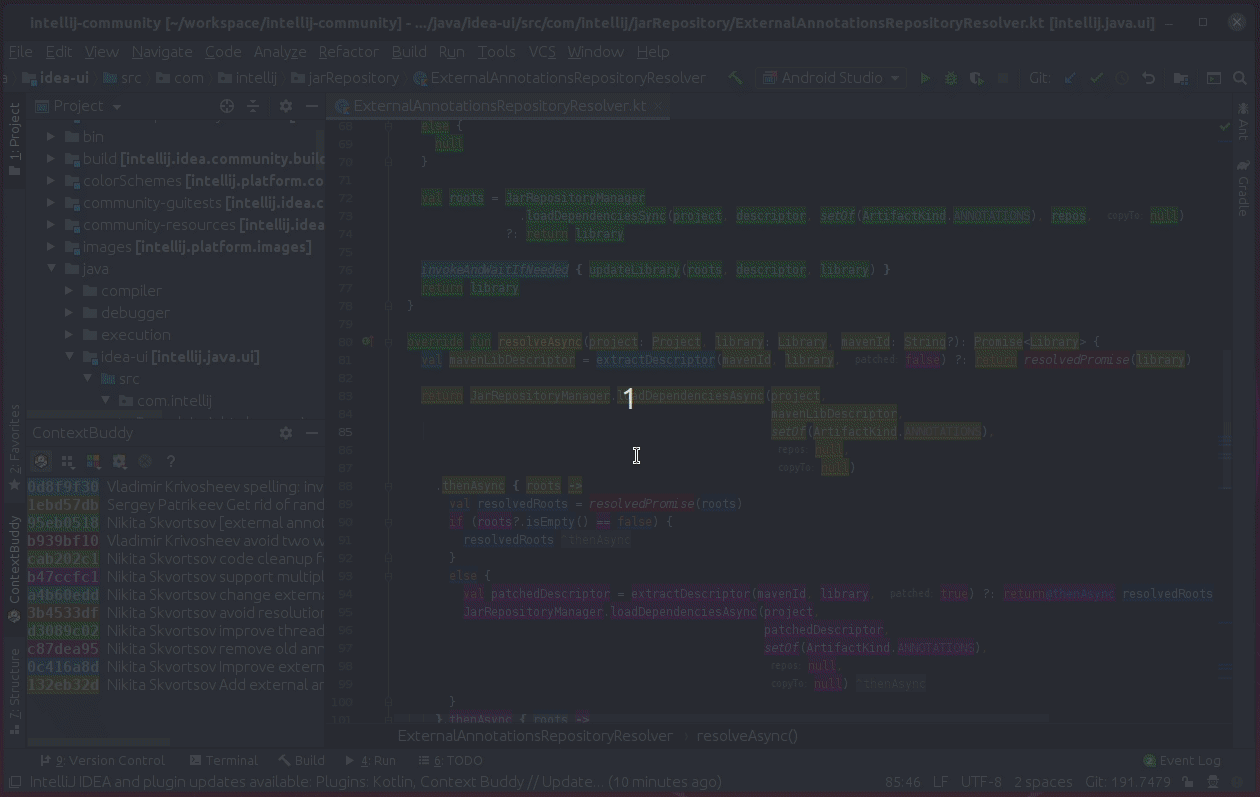 intellij-community [~/workspace/intellij-community] - .../java/idea-ui/src/com/intellij/jarRepository/ExternalAnnotationsRepositoryResolver.kt [intellij.java.ui]
File Edit View Navigate Code Analyze Refactor Build Run Tools VCS Window Help
idea-ui src com intellij jarRepository ExternalAnnotationsRepositoryResolver Android Studio Git:
1: Project
Project
ExternalAnnotationsRepositoryResolver.kt
bin
build [intellij.idea.community.build
colorSchemes [intellij.platform.co
community-guitests [intellij.idea.c
community-resources [intellij.idea
images [intellij.platform.images]
java
compiler
debugger
execution
idea-ui [intellij.java.ui]
src
com.intellij
2: Favorites
ContextBuddy
ContextBuddy
?
0d8f9f30 Vladimir Krivosheev spelling: inv
1ebd57db Sergey Patrikeev Get rid of rand
95eb0518 Nikita Skvortsov [external annot
b939bf10 Vladimir Krivosheev avoid two w
cab202c1 Nikita Skvortsov code cleanup f
b47ccfc1 Nikita Skvortsov support multipl
a4b60edd Nikita Skvortsov change externa
3b4533df Nikita Skvortsov avoid resolution
d3089c02 Nikita Skvortsov improve thread
c87dea95 Nikita Skvortsov remove old ann
0c416a8d Nikita Skvortsov Improve extern
132eb32d Nikita Skvortsov Add external an
7: Structure
68 else {
69 null
70 }
71
72 val roots = JarRepositoryManager
73 .loadDependenciesSync(project, descriptor, setOf(ArtifactKind.ANNOTATIONS), repos, copyTo: null)
74 ?: return library
75
76 invokeAndWaitIfNeeded { updateLibrary(roots, descriptor, library) }
77 return library
78 }
79
80 override fun resolveAsync(project: Project, library: Library, mavenId: String?): Promise<Library> {
81 val mavenLibDescriptor = extractDescriptor(mavenId, library, patched: false) ?: return resolvedPromise(library)
82
83 return JarRepositoryManager.loadDependenciesAsync(project,
84 mavenLibDescriptor,
85 setOf(ArtifactKind.ANNOTATIONS),
86 repos: null,
87 copyTo: null)
89 .thenAsync { roots ->
89 val resolvedRoots = resolvedPromise(roots)
90 if (roots?.isEmpty() == false) {
91 resolvedRoots ^thenAsync
92 }
93 else {
94 val patchedDescriptor = extractDescriptor(mavenId, library, patched: true) ?: return@thenAsync resolvedRoots
95 JarRepositoryManager.loadDependenciesAsync(project,
96 patchedDescriptor,
97 setOf(ArtifactKind.ANNOTATIONS),
98 repos: null,
99 copyTo: null) ^thenAsync
100 }
101 }.thenAsync { roots ->
1
Ant
Gradle
ExternalAnnotationsRepositoryResolver resolveAsync()
9: Version Control Terminal Build 4: Run 6: TODO 2 Event Log
IntelliJ IDEA and plugin updates available: Plugins: Kotlin, Context Buddy // Update... (10 minutes ago) 85:46 LF UTF-8 2 spaces Git: 191.7479